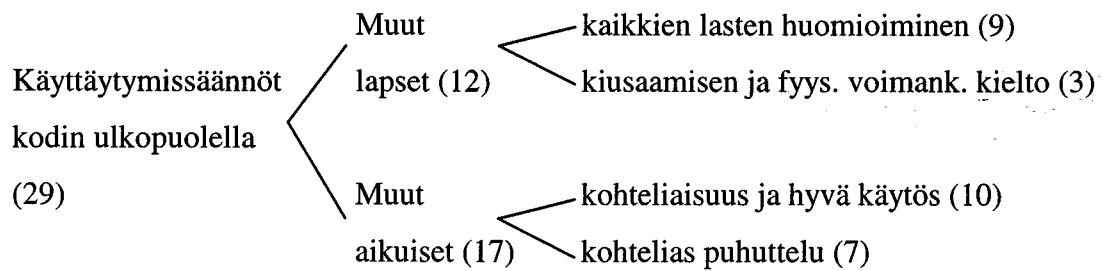 Käyttäytymissäännöt
kodin ulkopuolella
(29)
Muut
lapset (12)
kaikkien lasten huomioiminen (9)
kiusaamisen ja fyys. voimank. kielto (3)
Muut
aikuiset (17)
kohteliaisuus ja hyvä käytös (10)
kohtelias puhuttelu (7)